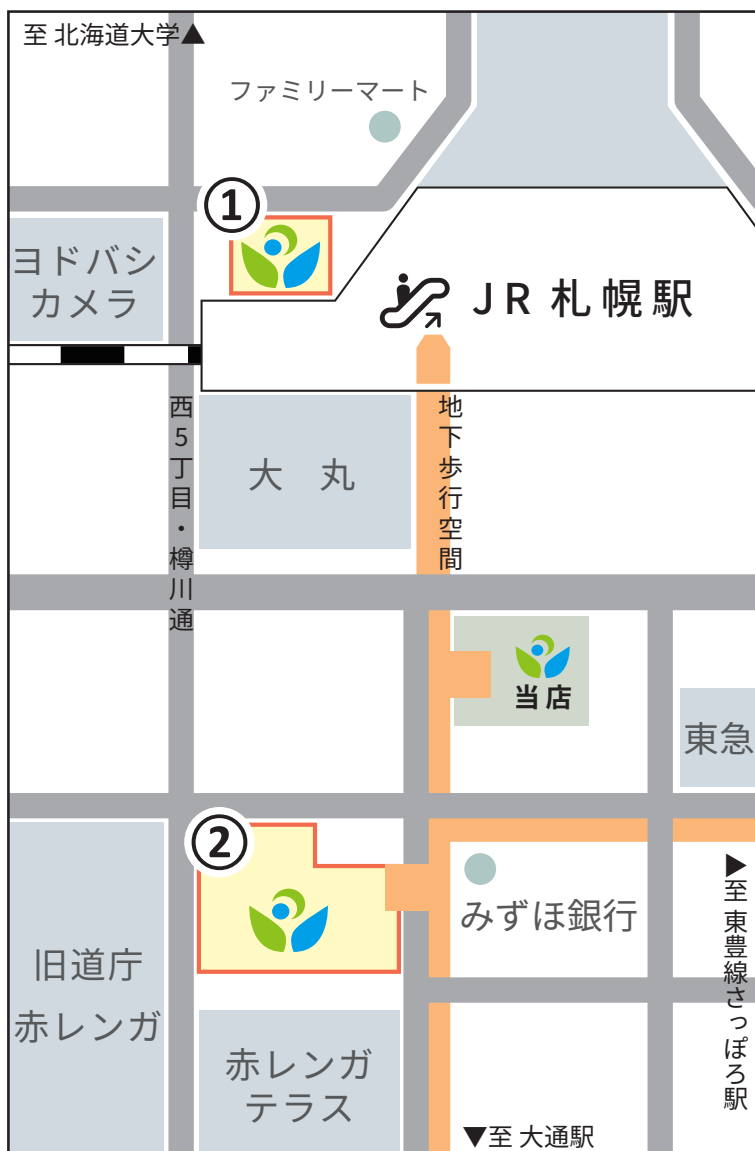 至 北海道大学▲
ファミリーマート
①
ヨドバシ
カメラ
JR 札幌駅
西5丁目・樽川通
大 丸
地下歩行空間
当店
東急
②
みずほ銀行
▶至 東豊線さっぽろ駅
旧道庁
赤レンガ
赤レンガ
テラス
▼至 大通駅